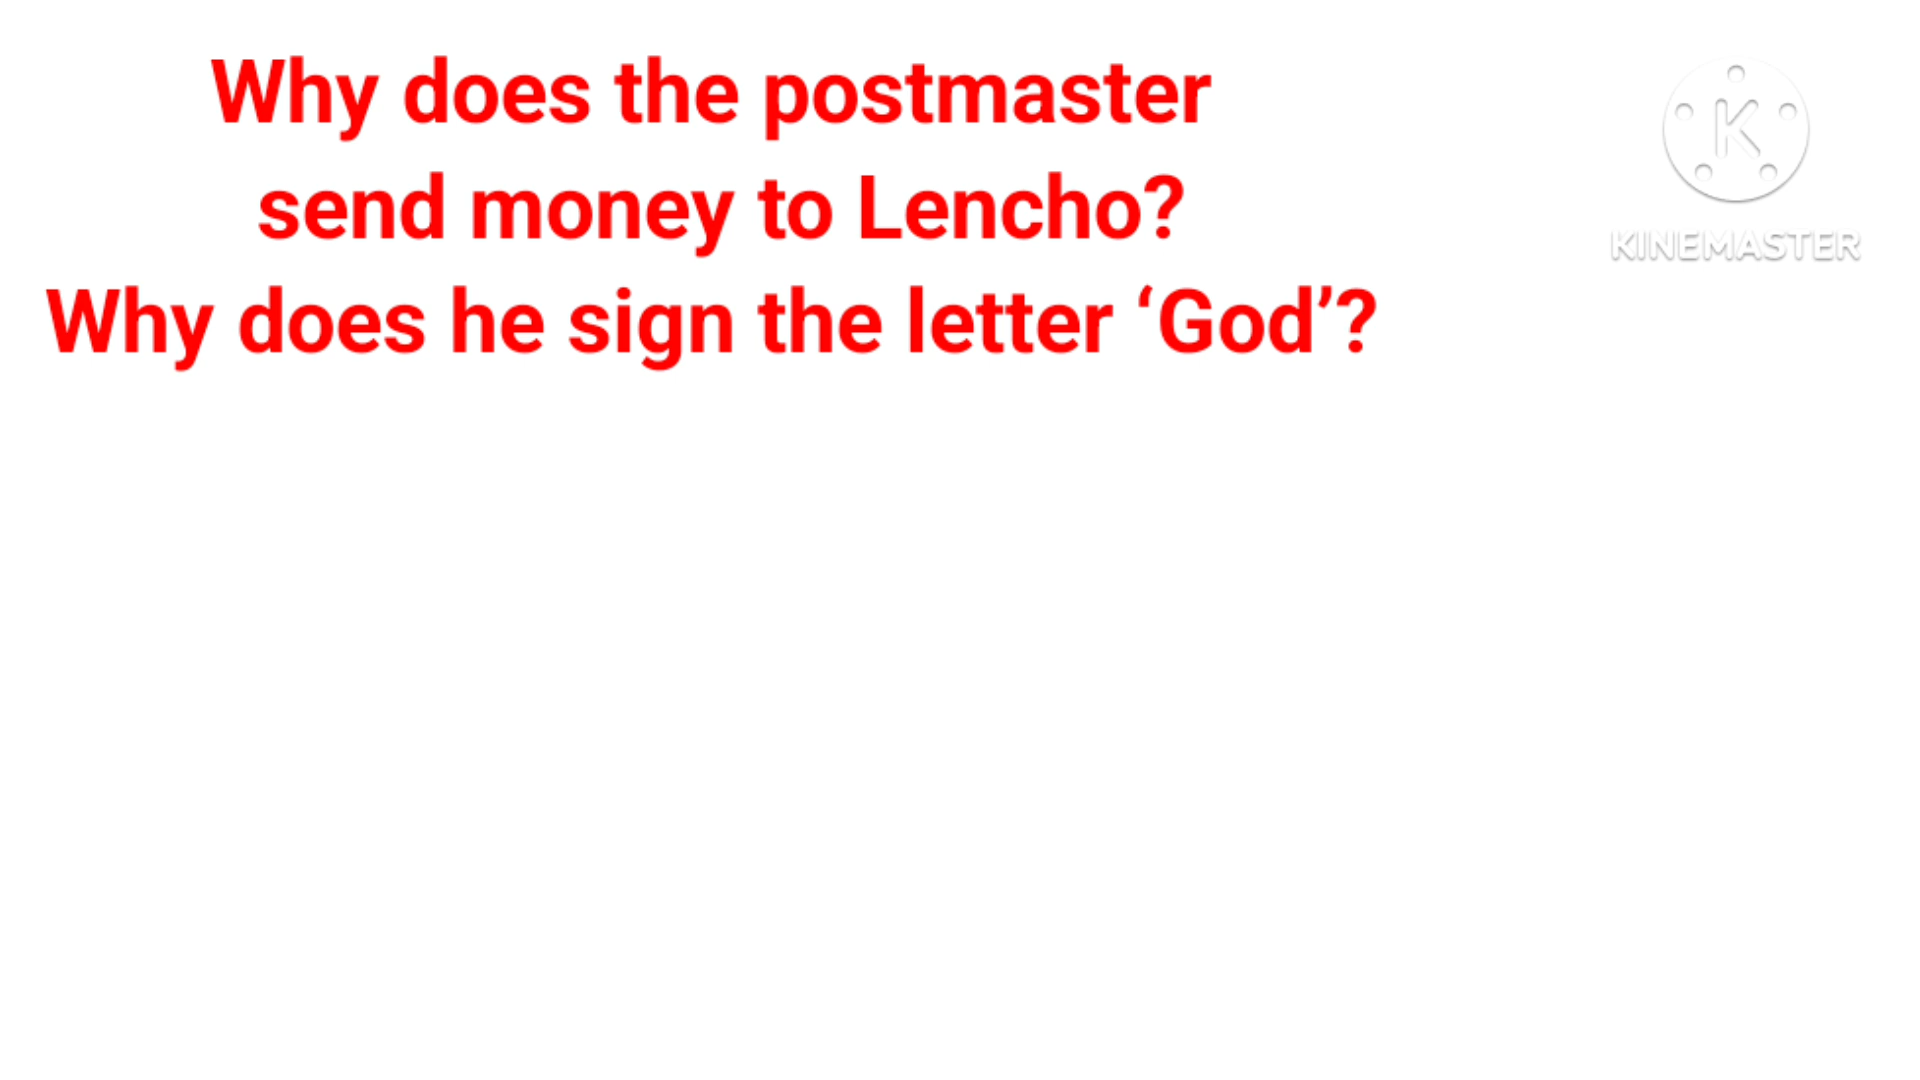 Why does the postmaster
send money to Lencho?
Why does he sign the letter ‘God’?
K
KINEMASTER